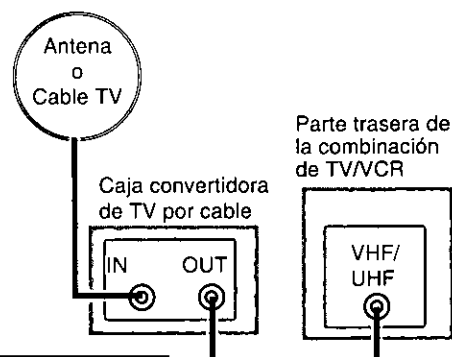 Antena
o
Cable TV
Parte trasera de
la combinación
de TV/VCR
Caja convertidora
de TV por cable
IN
OUT
VHF/
UHF